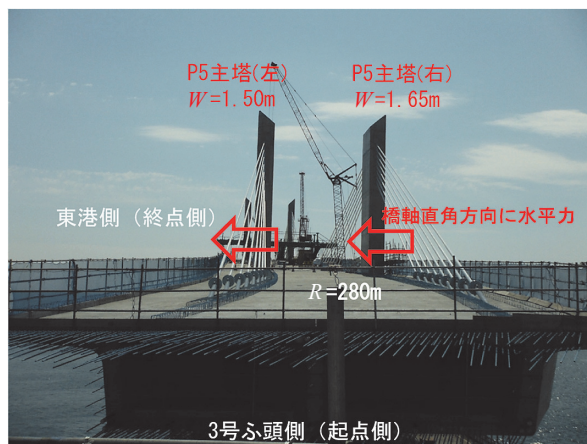 P5主塔(左)
W=1.50m
P5主塔(右)
W=1.65m
東港側（終点側）
橋軸直角方向に水平力
R=280m
3号ふ頭側（起点側）